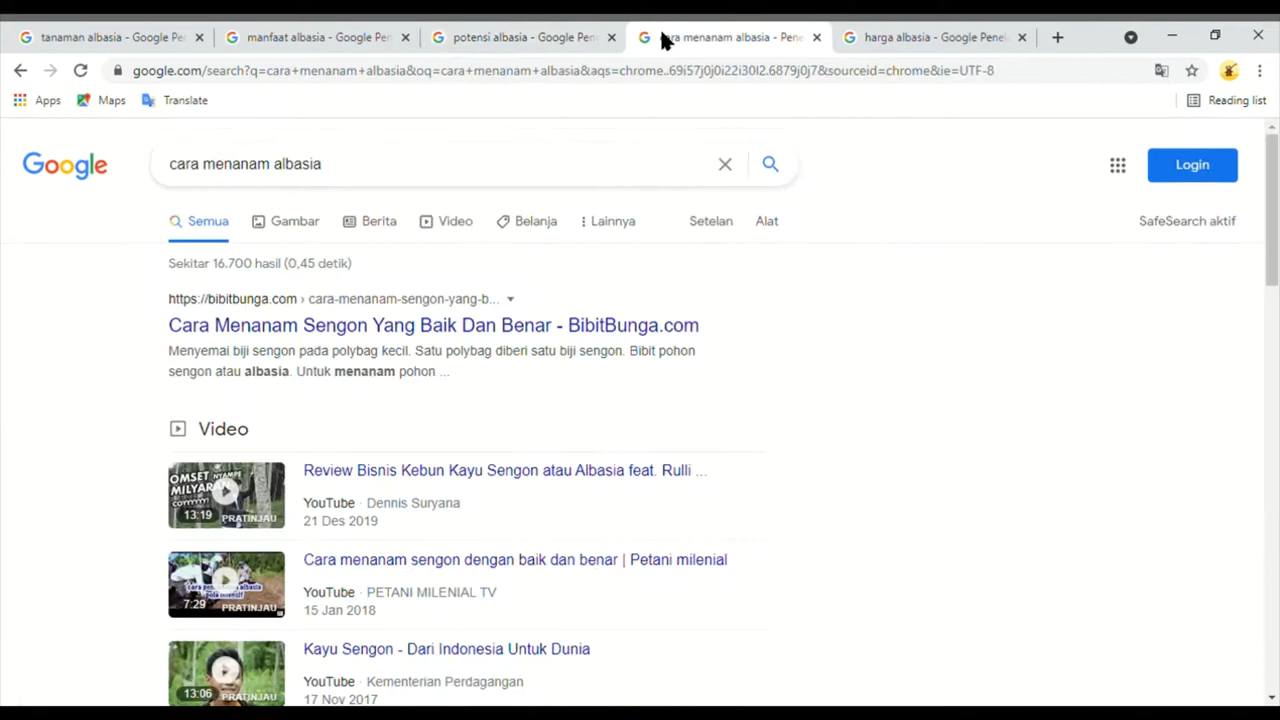 tanaman albasia - Google Pe
manfaat albasia - Google Pen
potensi albasia - Google Pen
ra menanam albasia - Pene
harga albasia - Google Penel
google.com/search?q=cara+menanam+albasia&oq=cara+menanam+albasia&aqs=chrome..69i57j0j0i22i30l2.6879j0j7&sourceid=chrome&ie=UTF-8
Apps Maps Translate Reading list
Google cara menanam albasia Login
Semua Gambar Berita Video Belanja Lainnya Setelan Alat SafeSearch aktif
Sekitar 16.700 hasil (0,45 detik)
https://bibitbunga.com › cara-menanam-sengon-yang-b...
Cara Menanam Sengon Yang Baik Dan Benar - BibitBunga.com
Menyemai biji sengon pada polybag kecil. Satu polybag diberi satu biji sengon. Bibit pohon
sengon atau albasia. Untuk menanam pohon ...
Video
OMSET NYAMPE
MILYARAN
13:19 PRATINJAU
Review Bisnis Kebun Kayu Sengon atau Albasia feat. Rulli ...
YouTube · Dennis Suryana
21 Des 2019
7:29 PRATINJAU
Cara menanam sengon dengan baik dan benar | Petani milenial
YouTube · PETANI MILENIAL TV
15 Jan 2018
13:06 PRATINJAU
Kayu Sengon - Dari Indonesia Untuk Dunia
YouTube · Kementerian Perdagangan
17 Nov 2017